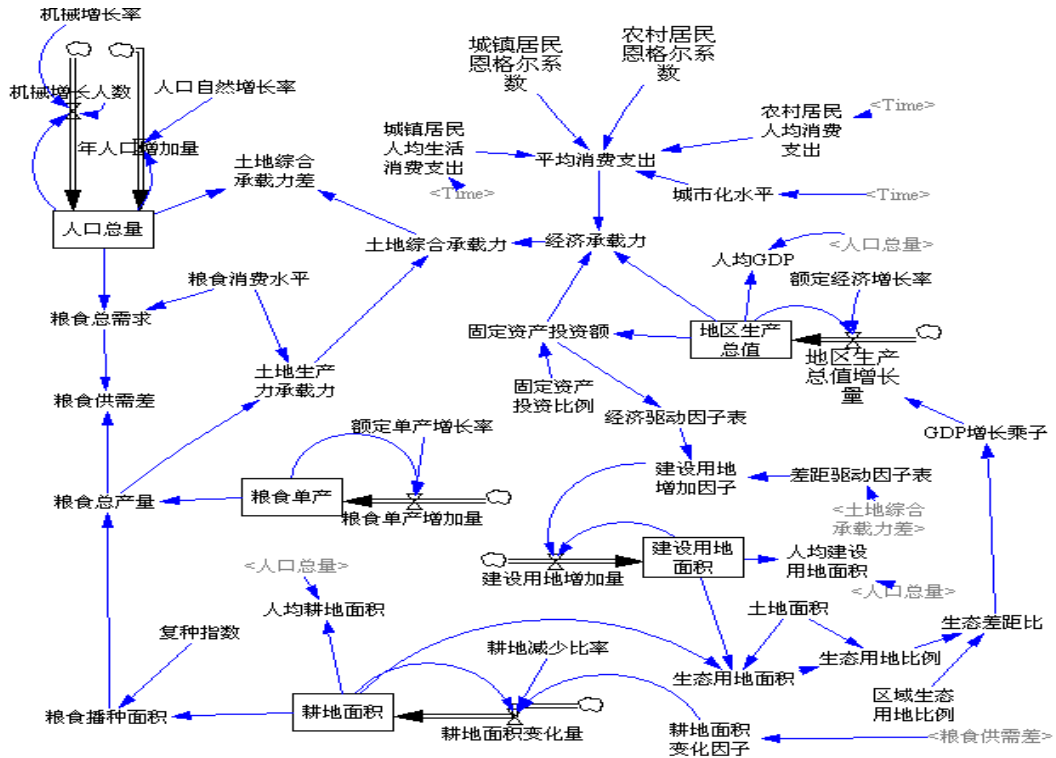 机械增长率
机械增长人数
人口自然增长率
年人口增加量
人口总量
土地综合
承载力差
城镇居民
恩格尔系
数
农村居民
恩格尔系
数
<Time>
农村居民
人均消费
支出
城镇居民
人均生活
消费支出
<Time>
平均消费支出
城市化水平
<Time>
土地综合承载力
经济承载力
<人口总量>
人均GDP
额定经济增长率
粮食消费水平
粮食总需求
固定资产投资额
地区生产
总值
地区生产
总值增长
量
土地生产
力承载力
粮食供需差
固定资产
投资比例
经济驱动因子表
GDP增长乘子
额定单产增长率
建设用地
增加因子
差距驱动因子表
粮食总产量
粮食单产
粮食单产增加量
<土地综合
承载力差>
<人口总量>
人均耕地面积
建设用地增加量
建设用地
面积
人均建设
用地面积
<人口总量>
土地面积
生态差距比
复种指数
耕地减少比率
生态用地面积
生态用地比例
区域生态
用地比例
粮食播种面积
耕地面积
耕地面积变化量
耕地面积
变化因子
<粮食供需差>